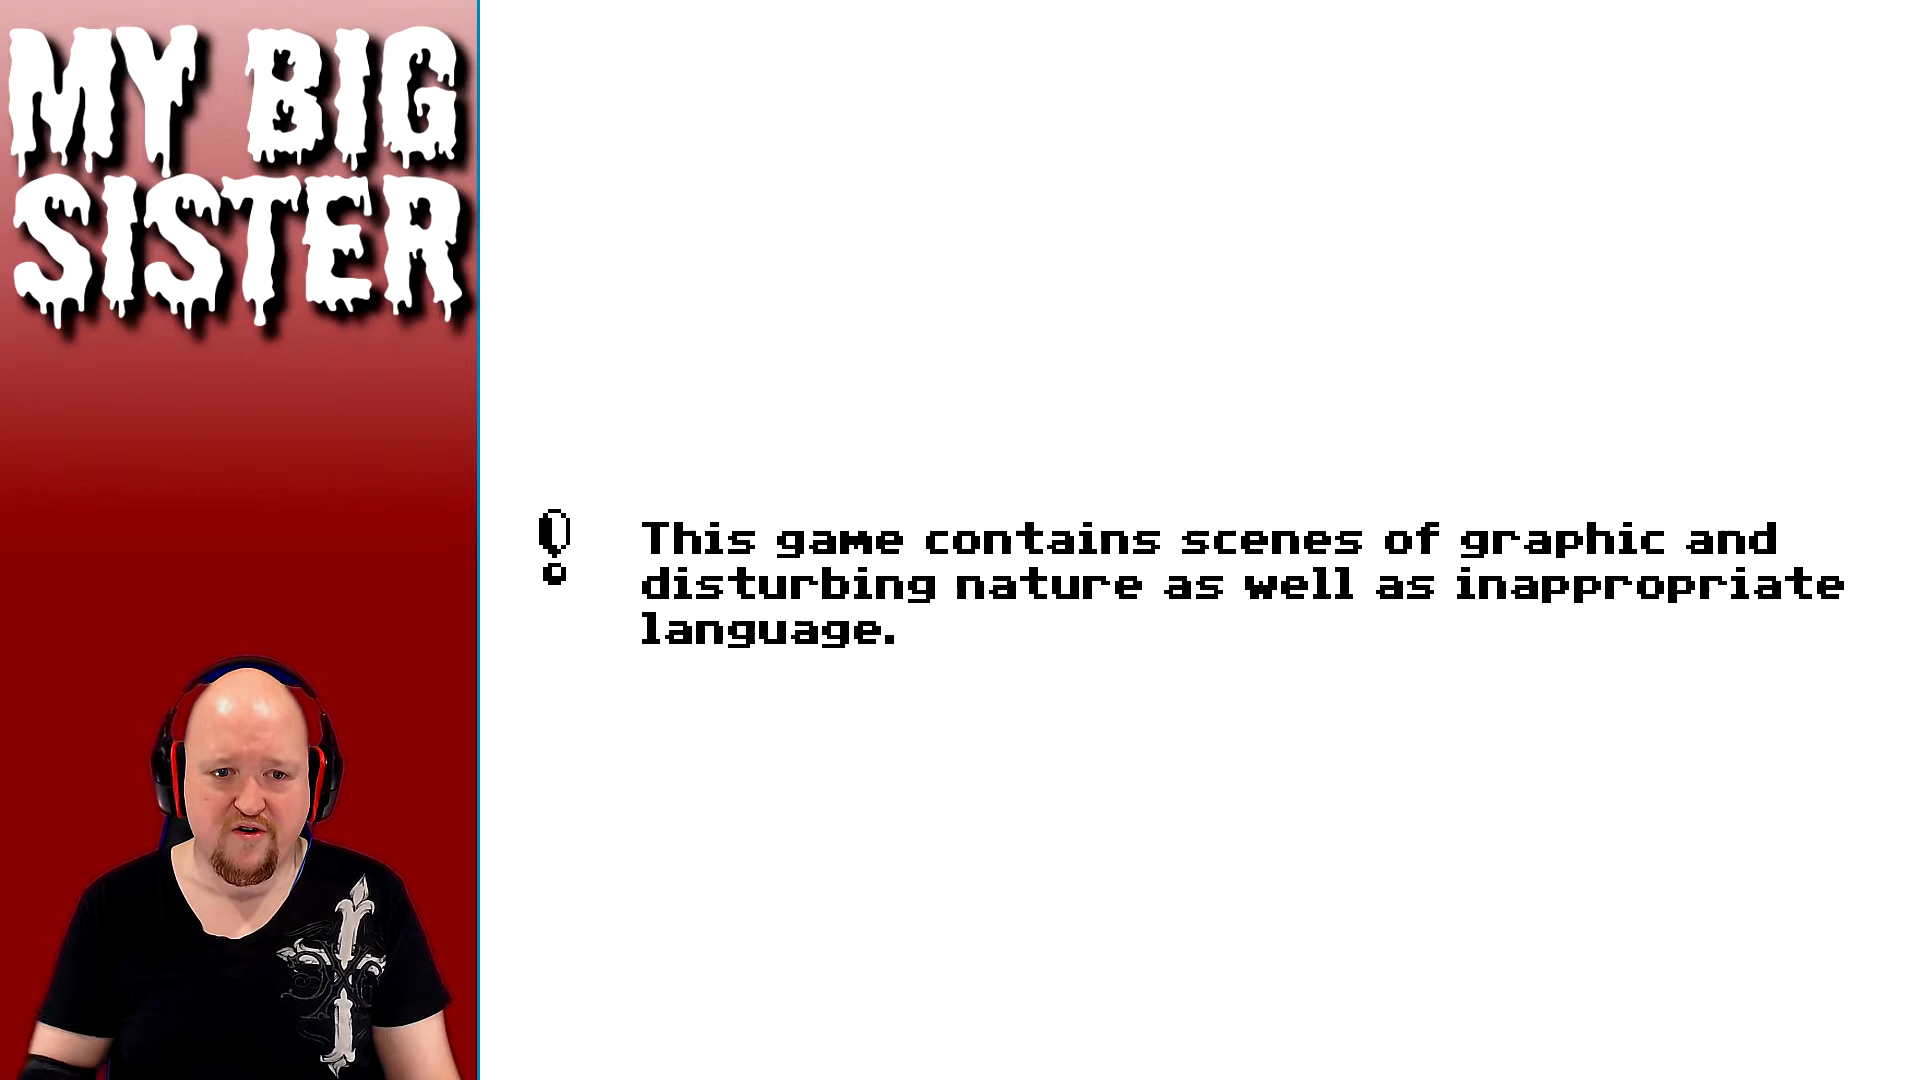 MY BIG
SISTER
This game contains scenes of graphic and
disturbing nature as well as inappropriate
language.